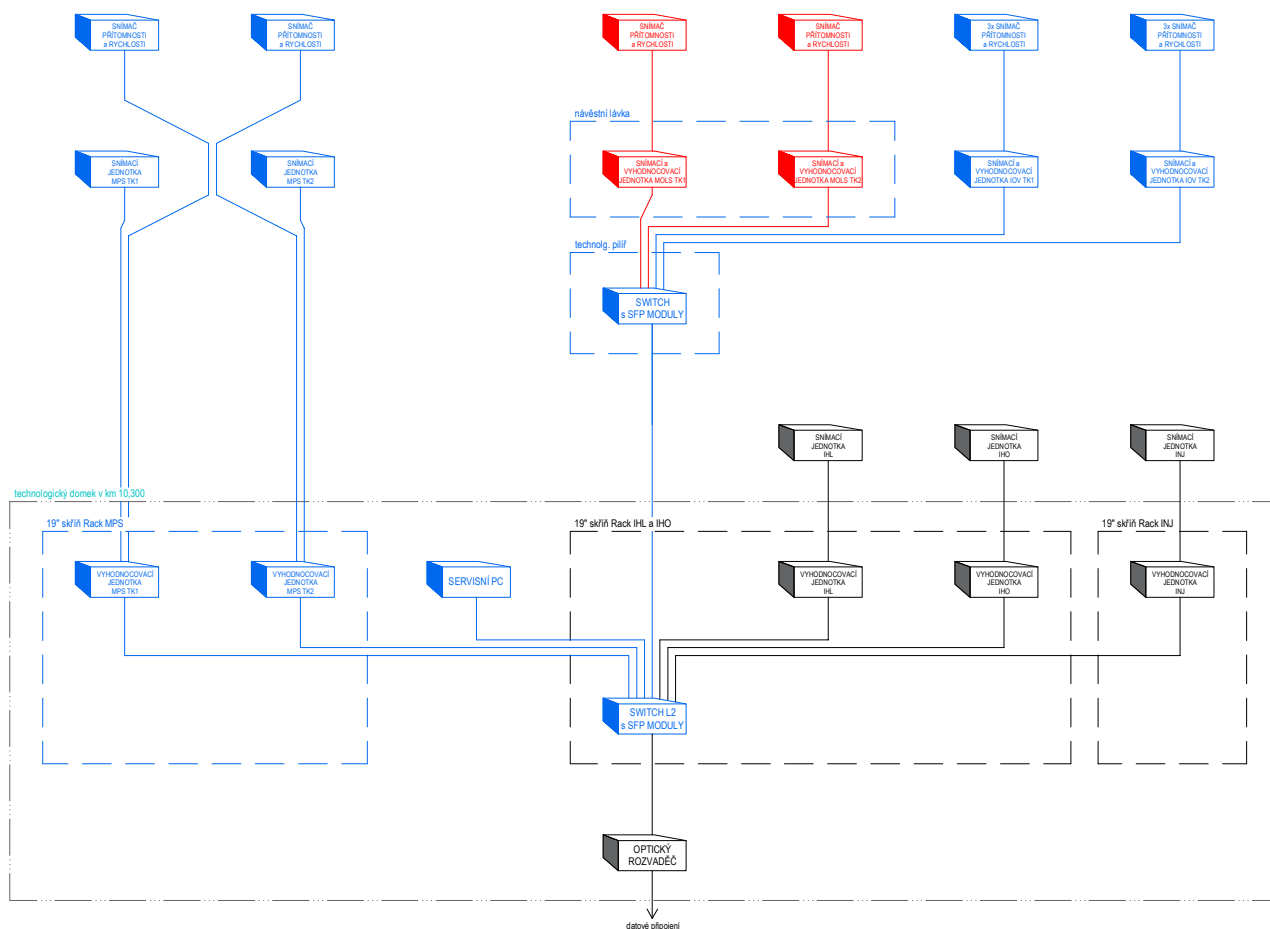 SNÍMAČ
PŘÍTOMNOSTI
a RYCHLOSTI
SNÍMAČ
PŘÍTOMNOSTI
a RYCHLOSTI
SNÍMAČ
PŘÍTOMNOSTI
a RYCHLOSTI
SNÍMAČ
PŘÍTOMNOSTI
a RYCHLOSTI
3x SNÍMAČ
PŘÍTOMNOSTI
a RYCHLOSTI
3x SNÍMAČ
PŘÍTOMNOSTI
a RYCHLOSTI
návěstní lávka
SNÍMACÍ
JEDNOTKA
MPS TK1
SNÍMACÍ
JEDNOTKA
MPS TK2
SNÍMACÍ a
VYHODNOCOVACÍ
JEDNOTKA MOLS TK1
SNÍMACÍ a
VYHODNOCOVACÍ
JEDNOTKA MOLS TK2
SNÍMACÍ a
VYHODNOCOVACÍ
JEDNOTKA IOV TK1
SNÍMACÍ a
VYHODNOCOVACÍ
JEDNOTKA IOV TK2
technolg. pilíř
SWITCH
s SFP MODULY
SNÍMACÍ
JEDNOTKA
IHL
SNÍMACÍ
JEDNOTKA
IHO
SNÍMACÍ
JEDNOTKA
INJ
technologický domek v km 10,300
19" skříň Rack MPS
19" skříň Rack IHL a IHO
19" skříň Rack INJ
VYHODNOCOVACÍ
JEDNOTKA
MPS TK1
VYHODNOCOVACÍ
JEDNOTKA
MPS TK2
SERVISNÍ PC
VYHODNOCOVACÍ
JEDNOTKA
IHL
VYHODNOCOVACÍ
JEDNOTKA
IHO
VYHODNOCOVACÍ
JEDNOTKA
INJ
SWITCH L2
s SFP MODULY
OPTICKÝ
ROZVADĚČ
datové připojení